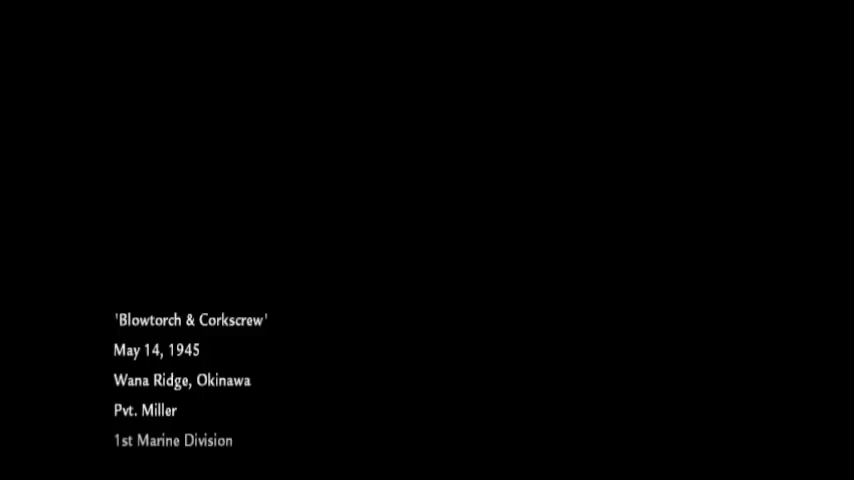 'Blowtorch & Corkscrew'
May 14, 1945
Wana Ridge, Okinawa
Pvt. Miller
1st Marine Division